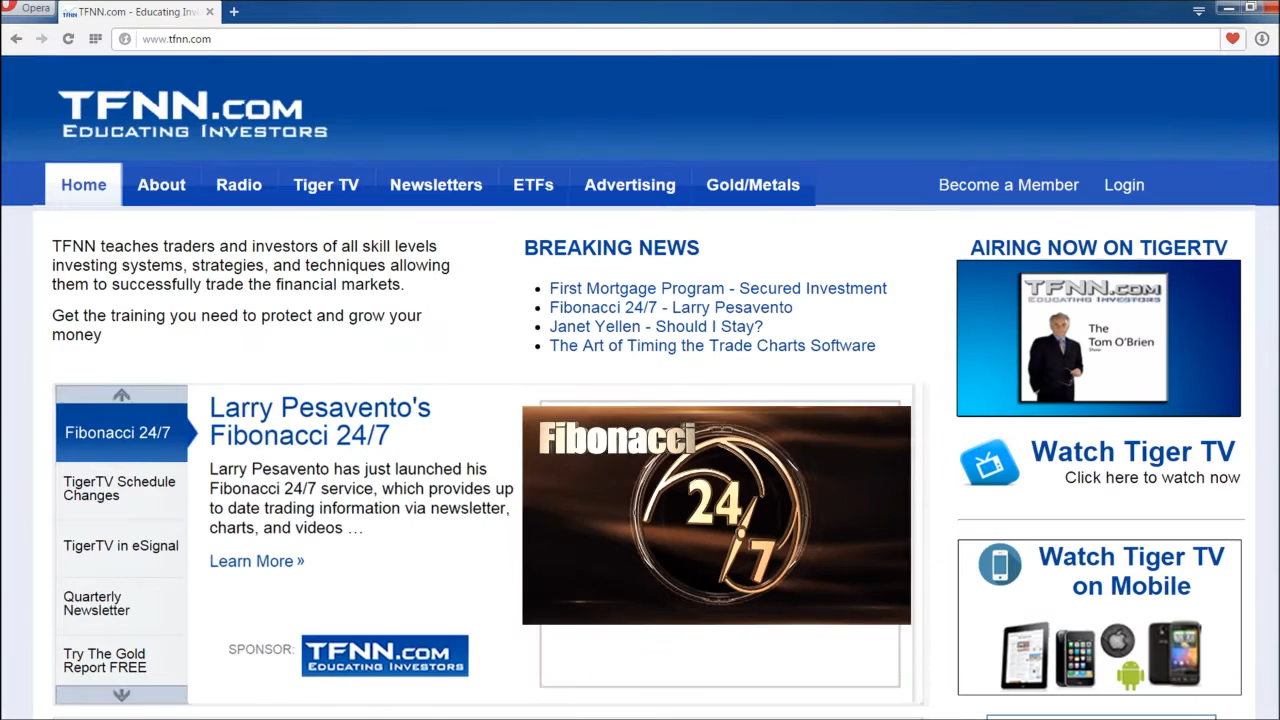 Opera
TFNN.com - Educating Inv
www.tfnn.com
TFNN.com
Educating Investors
Home
About
Radio
Tiger TV
Newsletters
ETFs
Advertising
Gold/Metals
Become a Member
Login
TFNN teaches traders and investors of all skill levels
investing systems, strategies, and techniques allowing
them to successfully trade the financial markets.
Get the training you need to protect and grow your
money
BREAKING NEWS
First Mortgage Program - Secured Investment
Fibonacci 24/7 - Larry Pesavento
Janet Yellen - Should I Stay?
The Art of Timing the Trade Charts Software
AIRING NOW ON TIGERTV
TFNN.com
Educating Investors
The
Tom O'Brien
Show
Watch Tiger TV
Click here to watch now
Watch Tiger TV
on Mobile
Fibonacci 24/7
TigerTV Schedule
Changes
TigerTV in eSignal
Quarterly
Newsletter
Try The Gold
Report FREE
Larry Pesavento's
Fibonacci 24/7
Larry Pesavento has just launched his
Fibonacci 24/7 service, which provides up
to date trading information via newsletter,
charts, and videos …
Learn More »
SPONSOR:
TFNN.com
Educating Investors
Fibonacci
24/7